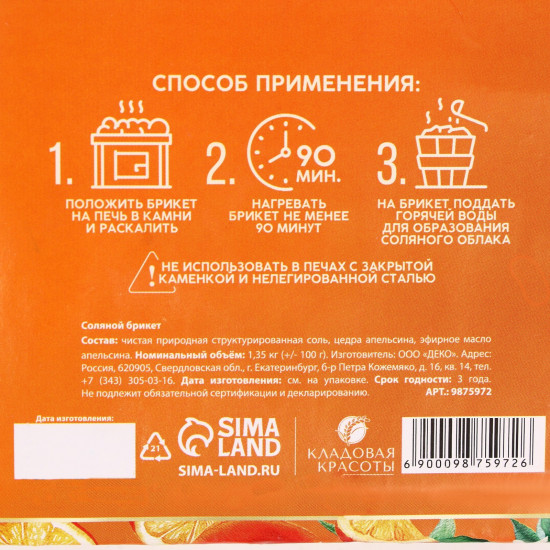 СПОСОБ ПРИМЕНЕНИЯ:
1.
ПОЛОЖИТЬ БРИКЕТ
НА ПЕЧЬ В КАМНИ
И РАСКАЛИТЬ
2.
90
МИН.
НАГРЕВАТЬ
БРИКЕТ НЕ МЕНЕЕ
90 МИНУТ
3.
НА БРИКЕТ ПОДДАТЬ
ГОРЯЧЕЙ ВОДЫ
ДЛЯ ОБРАЗОВАНИЯ
СОЛЯНОГО ОБЛАКА
НЕ ИСПОЛЬЗОВАТЬ В ПЕЧАХ С ЗАКРЫТОЙ
КАМЕНКОЙ И НЕЛЕГИРОВАННОЙ СТАЛЬЮ
Соляной брикет
Состав: чистая природная структурированная соль, цедра апельсина, эфирное масло
апельсина. Номинальный объём: 1,35 кг (+/- 100 г). Изготовитель: ООО «ДЕКО». Адрес:
Россия, 620905, Свердловская обл., г. Екатеринбург, б-р Петра Кожемяко, д. 16, кв. 14, тел.
+7 (343) 305-03-16. Дата изготовления: см. на упаковке. Срок годности: 3 года.
Не подлежит обязательной сертификации и декларированию. АРТ.: 9875972
Дата изготовления:
21
SIMA
LAND
SIMA-LAND.RU
КЛАДОВАЯ
КРАСОТЫ
6 900098 759726